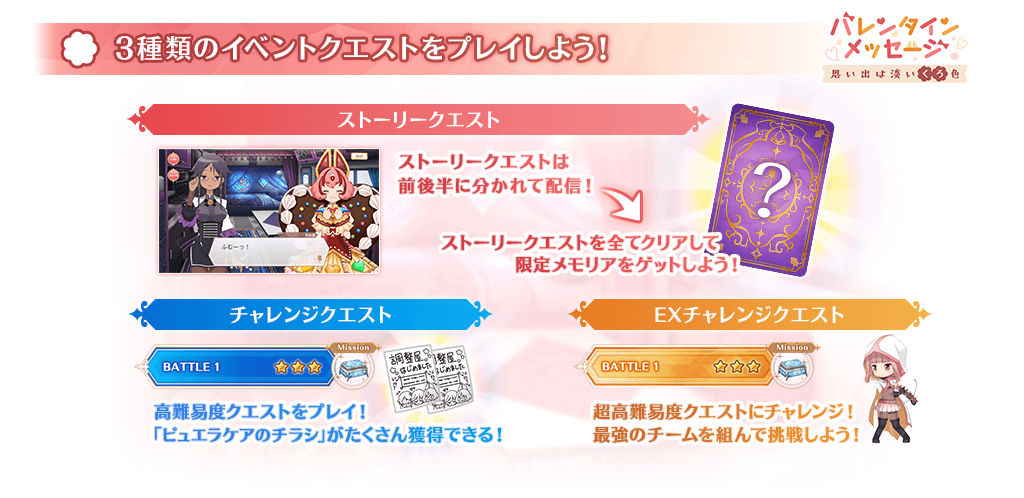 3種類のイベントクエストをプレイしよう!
バレンタイン
メッセージ
思い出は淡いくろ色
ストーリークエスト
ふむーっ!
ストーリークエストは
前後半に分かれて配信!
ストーリークエストを全てクリアして
限定メモリアをゲットしよう!
?
チャレンジクエスト
BATTLE 1
Mission
調整屋
はじめました
調整屋
はじめました
高難易度クエストをプレイ!
「ピュエラケアのチラシ」がたくさん獲得できる!
EXチャレンジクエスト
BATTLE 1
Mission
超高難易度クエストにチャレンジ!
最強のチームを組んで挑戦しよう!